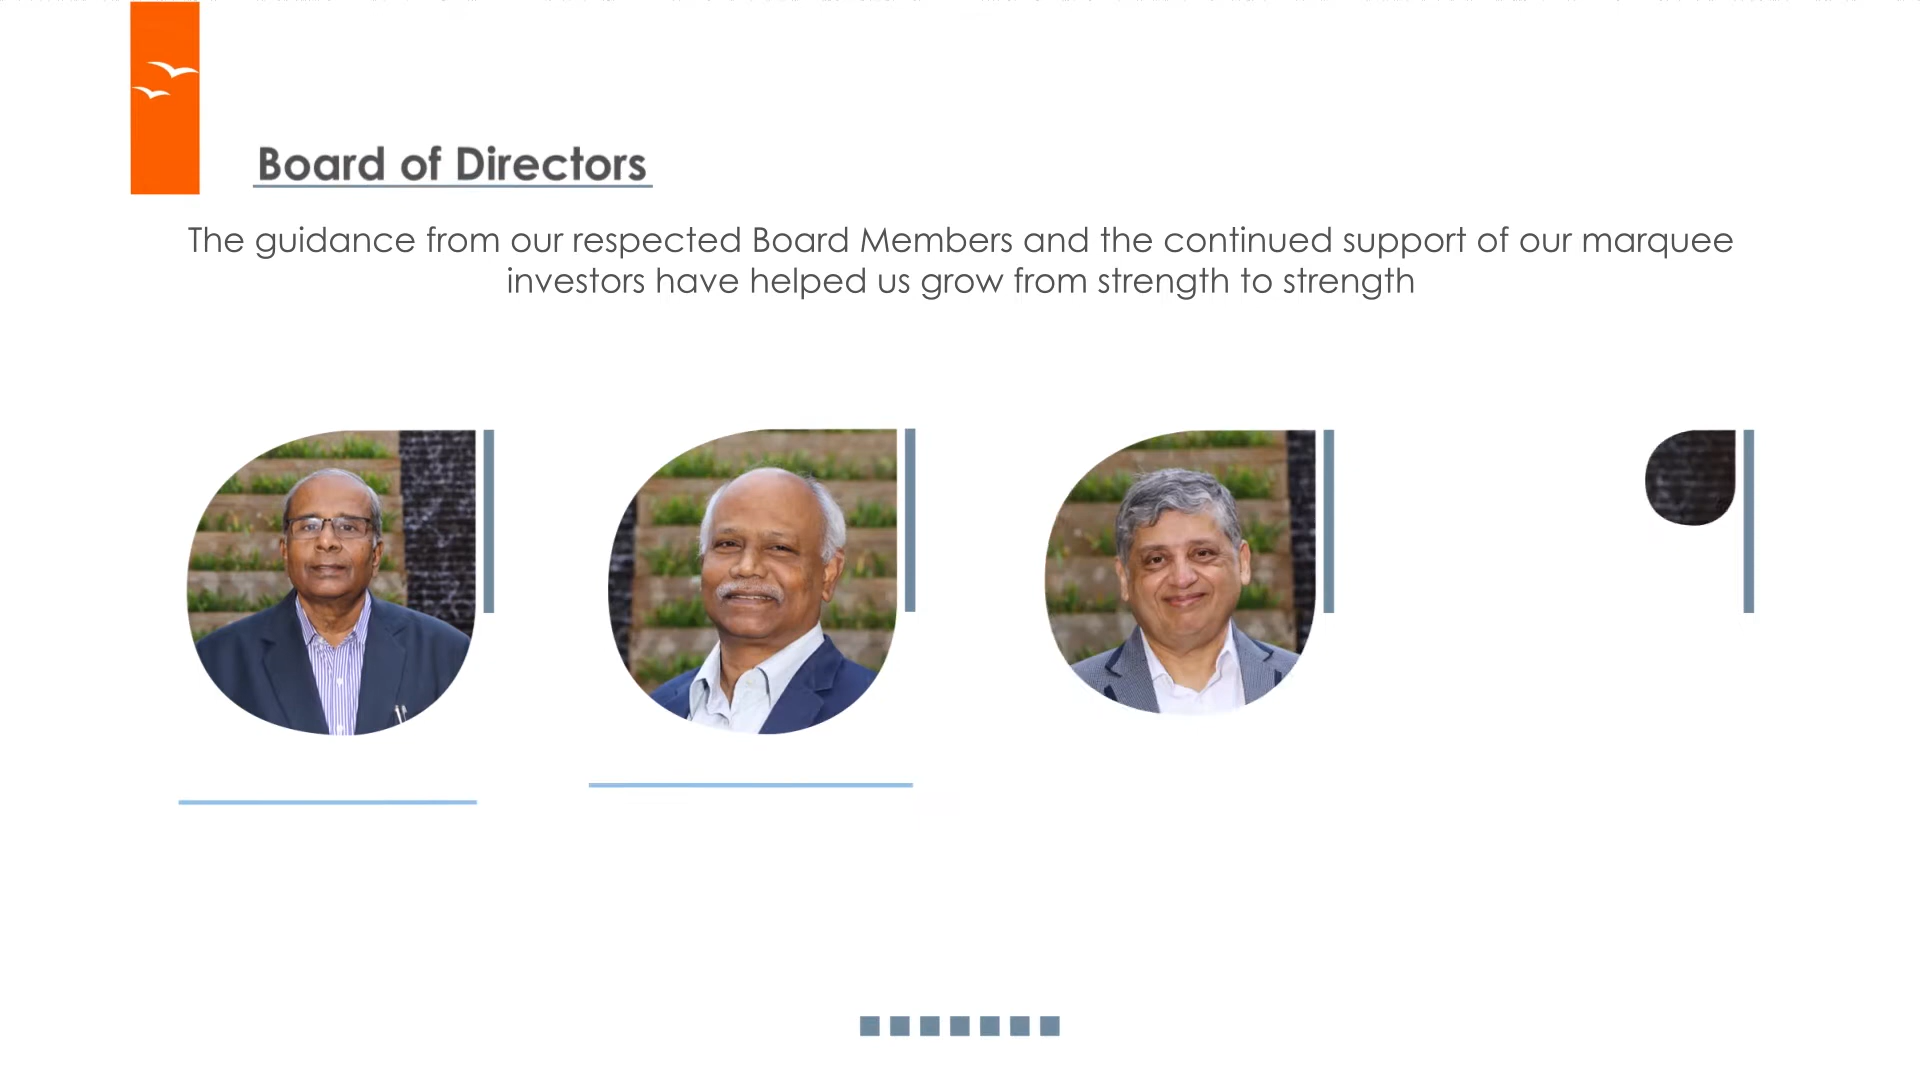 Board of Directors
The guidance from our respected Board Members and the continued support of our marquee
investors have helped us grow from strength to strength